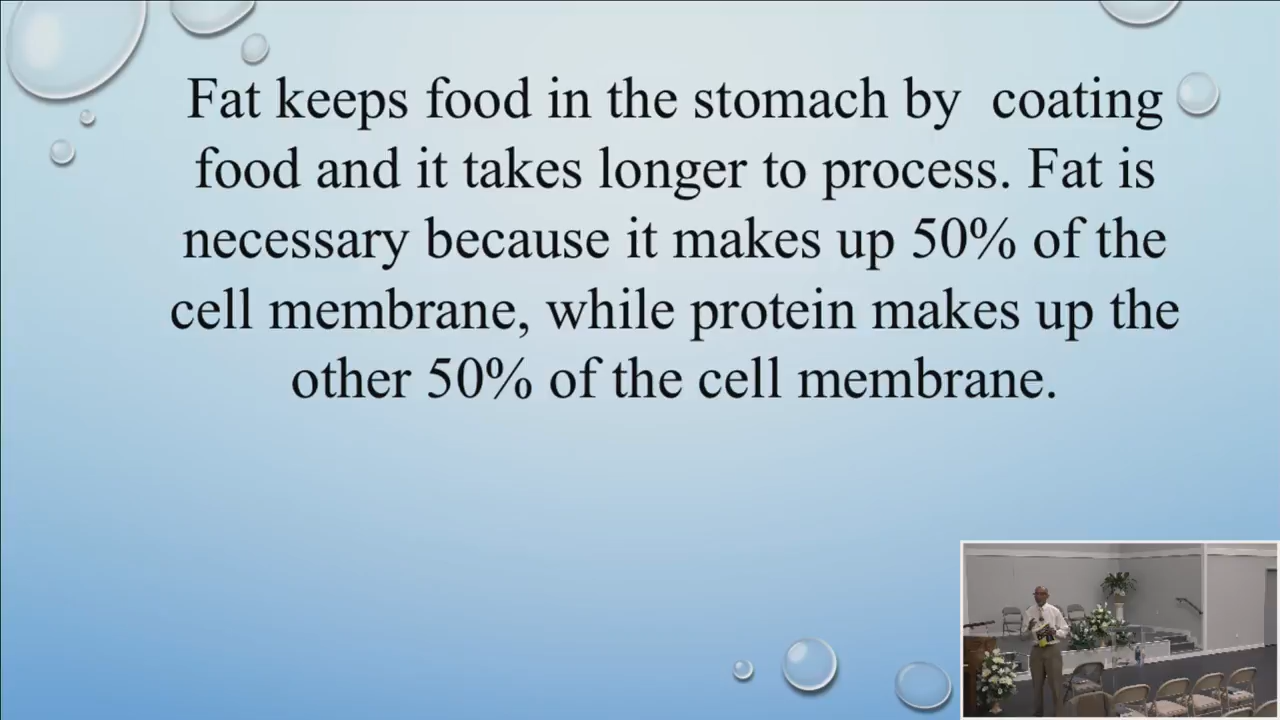 Fat keeps food in the stomach by coating
food and it takes longer to process. Fat is
necessary because it makes up 50% of the
cell membrane, while protein makes up the
other 50% of the cell membrane.